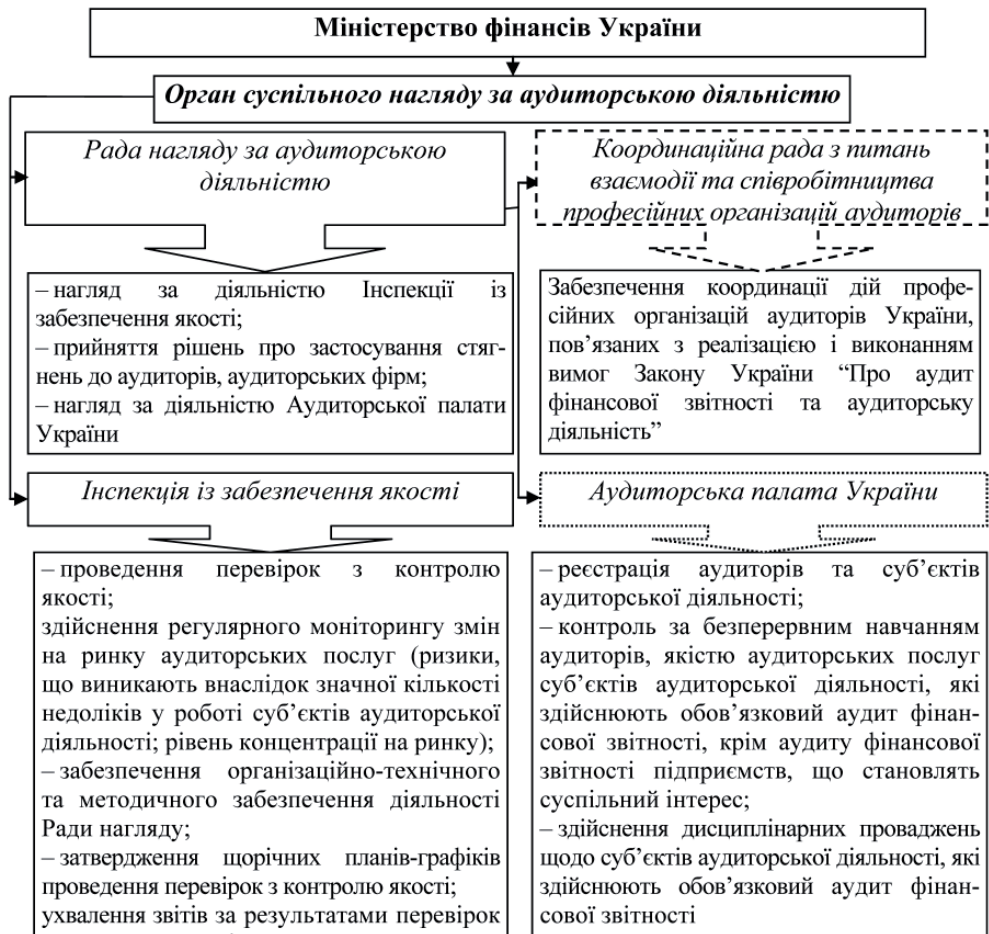 Міністерство фінансів України
Орган суспільного нагляду за аудиторською діяльністю
Рада нагляду за аудиторською
діяльністю
Координаційна рада з питань
взаємодії та співробітництва
професійних організацій аудиторів
– нагляд за діяльністю Інспекції із
забезпечення якості;
– прийняття рішень про застосування стяг-
нень до аудиторів, аудиторських фірм;
– нагляд за діяльністю Аудиторської палати
України
Забезпечення координації дій профе-
сійних організацій аудиторів України,
пов’язаних з реалізацією і виконанням
вимог Закону України “Про аудит
фінансової звітності та аудиторську
діяльність”
Інспекція із забезпечення якості
Аудиторська палата України
– проведення перевірок з контролю
якості;
здійснення регулярного моніторингу змін
на ринку аудиторських послуг (ризики,
що виникають внаслідок значної кількості
недоліків у роботі суб’єктів аудиторської
діяльності; рівень концентрації на ринку);
– забезпечення організаційно-технічного
та методичного забезпечення діяльності
Ради нагляду;
– затвердження щорічних планів-графіків
проведення перевірок з контролю якості;
ухвалення звітів за результатами перевірок
– реєстрація аудиторів та суб’єктів
аудиторської діяльності;
– контроль за безперервним навчанням
аудиторів, якістю аудиторських послуг
суб’єктів аудиторської діяльності, які
здійснюють обов’язковий аудит фінан-
сової звітності, крім аудиту фінансової
звітності підприємств, що становлять
суспільний інтерес;
– здійснення дисциплінарних проваджень
щодо суб’єктів аудиторської діяльності, які
здійснюють обов’язковий аудит фінан-
сової звітності